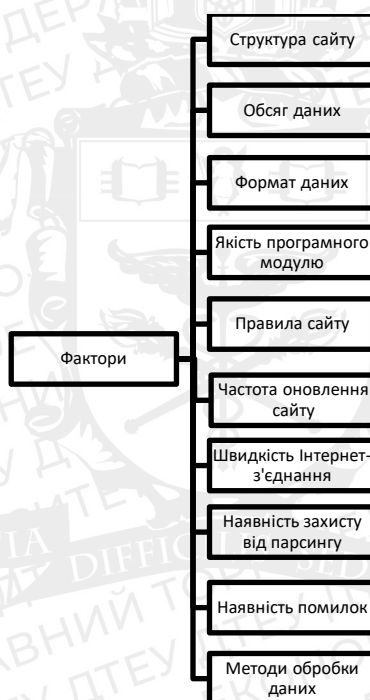 Структура сайту
Обсяг даних
Формат даних
Якість програмного
модулю
Правила сайту
Фактори
Частота оновлення
сайту
Швидкість Інтернет-
з'єднання
Наявність захисту
від парсингу
Наявність помилок
Методи обробки
даних